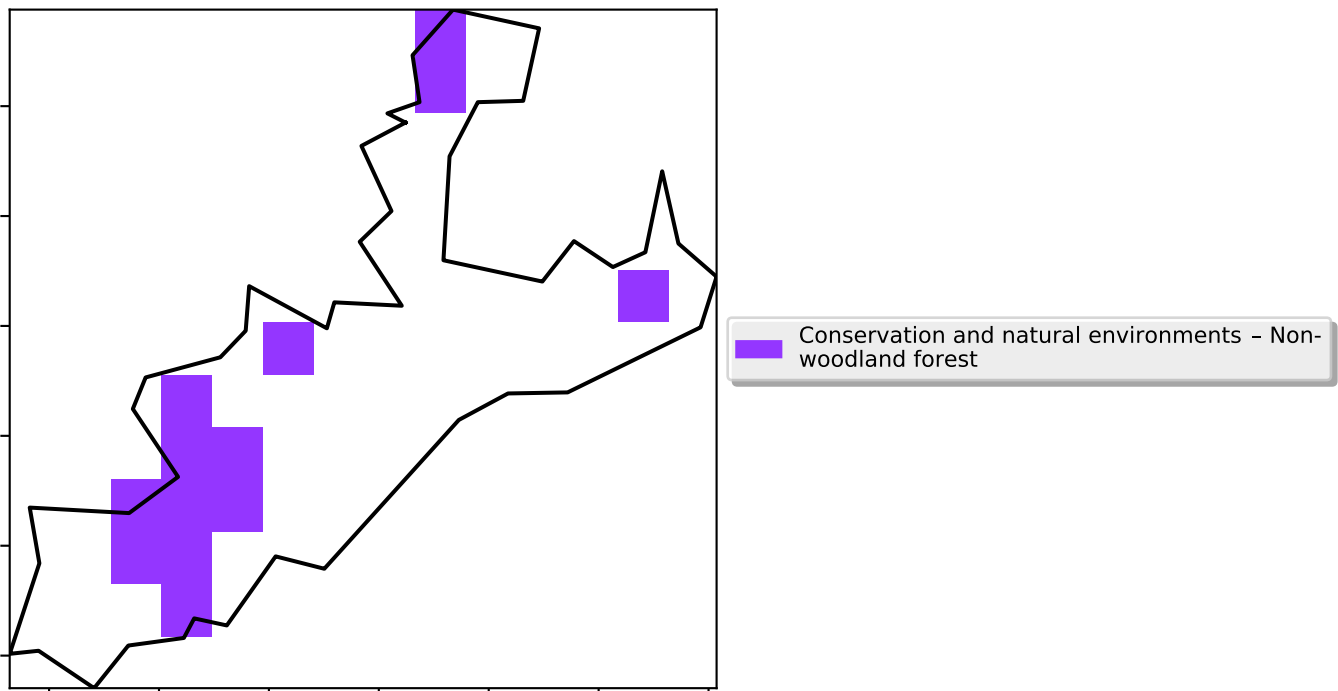 Conservation and natural environments – Non-
woodland forest